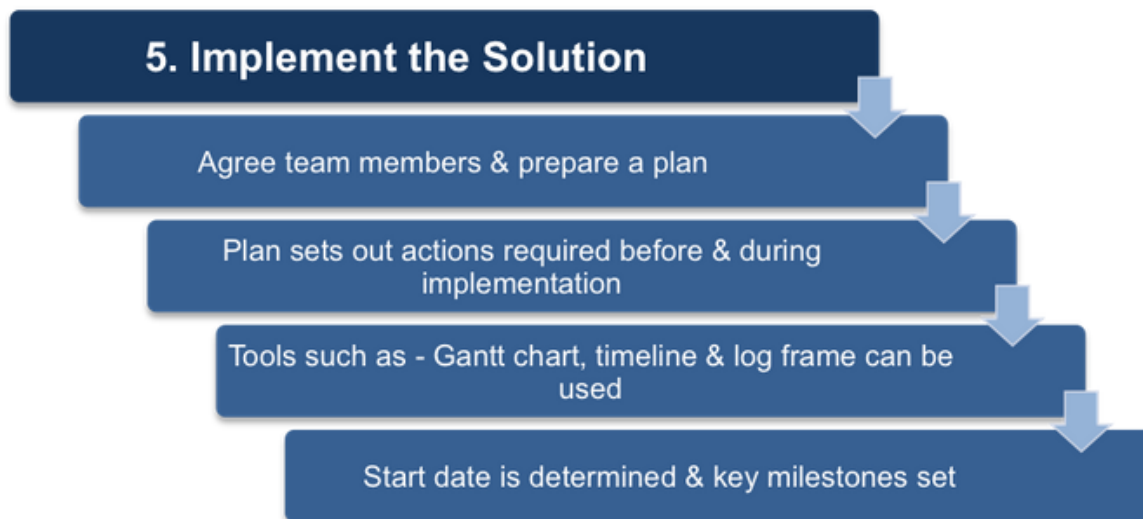 5. Implement the Solution
Agree team members & prepare a plan
Plan sets out actions required before & during
implementation
Tools such as - Gantt chart, timeline & log frame can be
used
Start date is determined & key milestones set